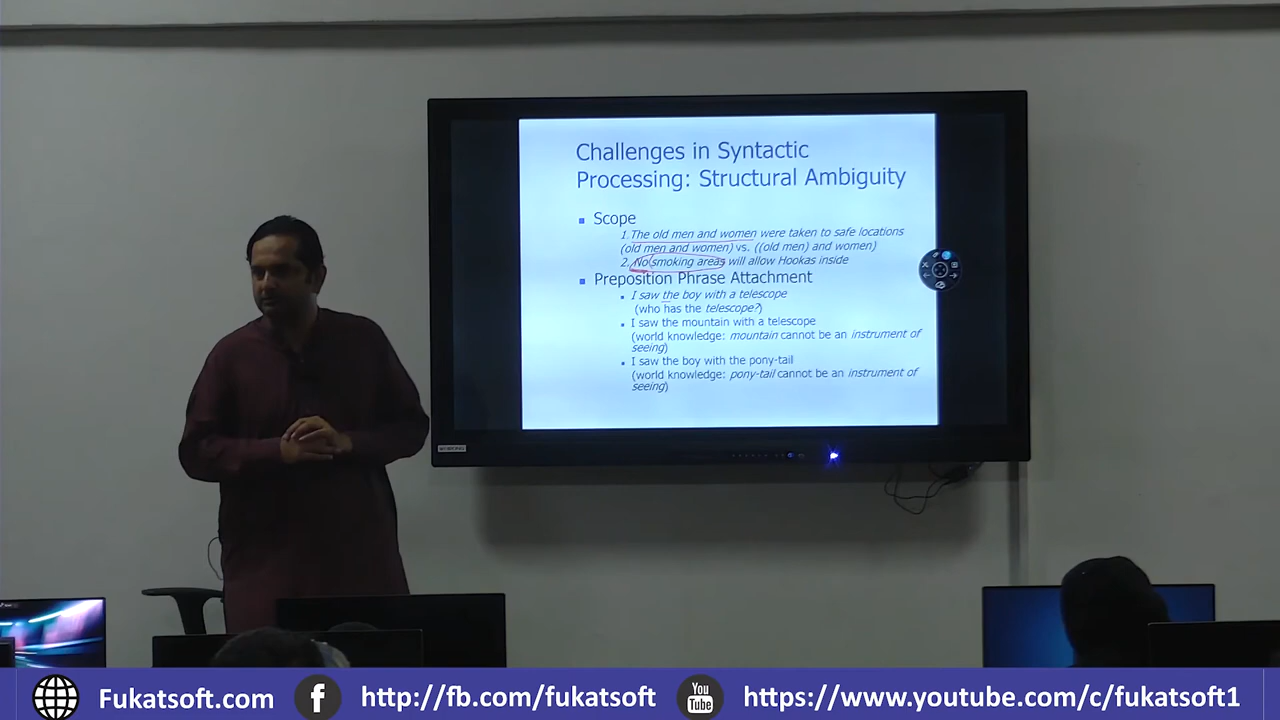 Challenges in Syntactic
Processing: Structural Ambiguity
Scope
1. The old men and women were taken to safe locations
(old men and women) vs. ((old men) and women)
2. No smoking areas will allow Hookas inside
Preposition Phrase Attachment
I saw the boy with a telescope
(who has the telescope?)
I saw the mountain with a telescope
(world knowledge: mountain cannot be an instrument of
seeing)
I saw the boy with the pony-tail
(world knowledge: pony-tail cannot be an instrument of
seeing)
Fukatsoft.com
f
http://fb.com/fukatsoft
You
Tube
https://www.youtube.com/c/fukatsoft1